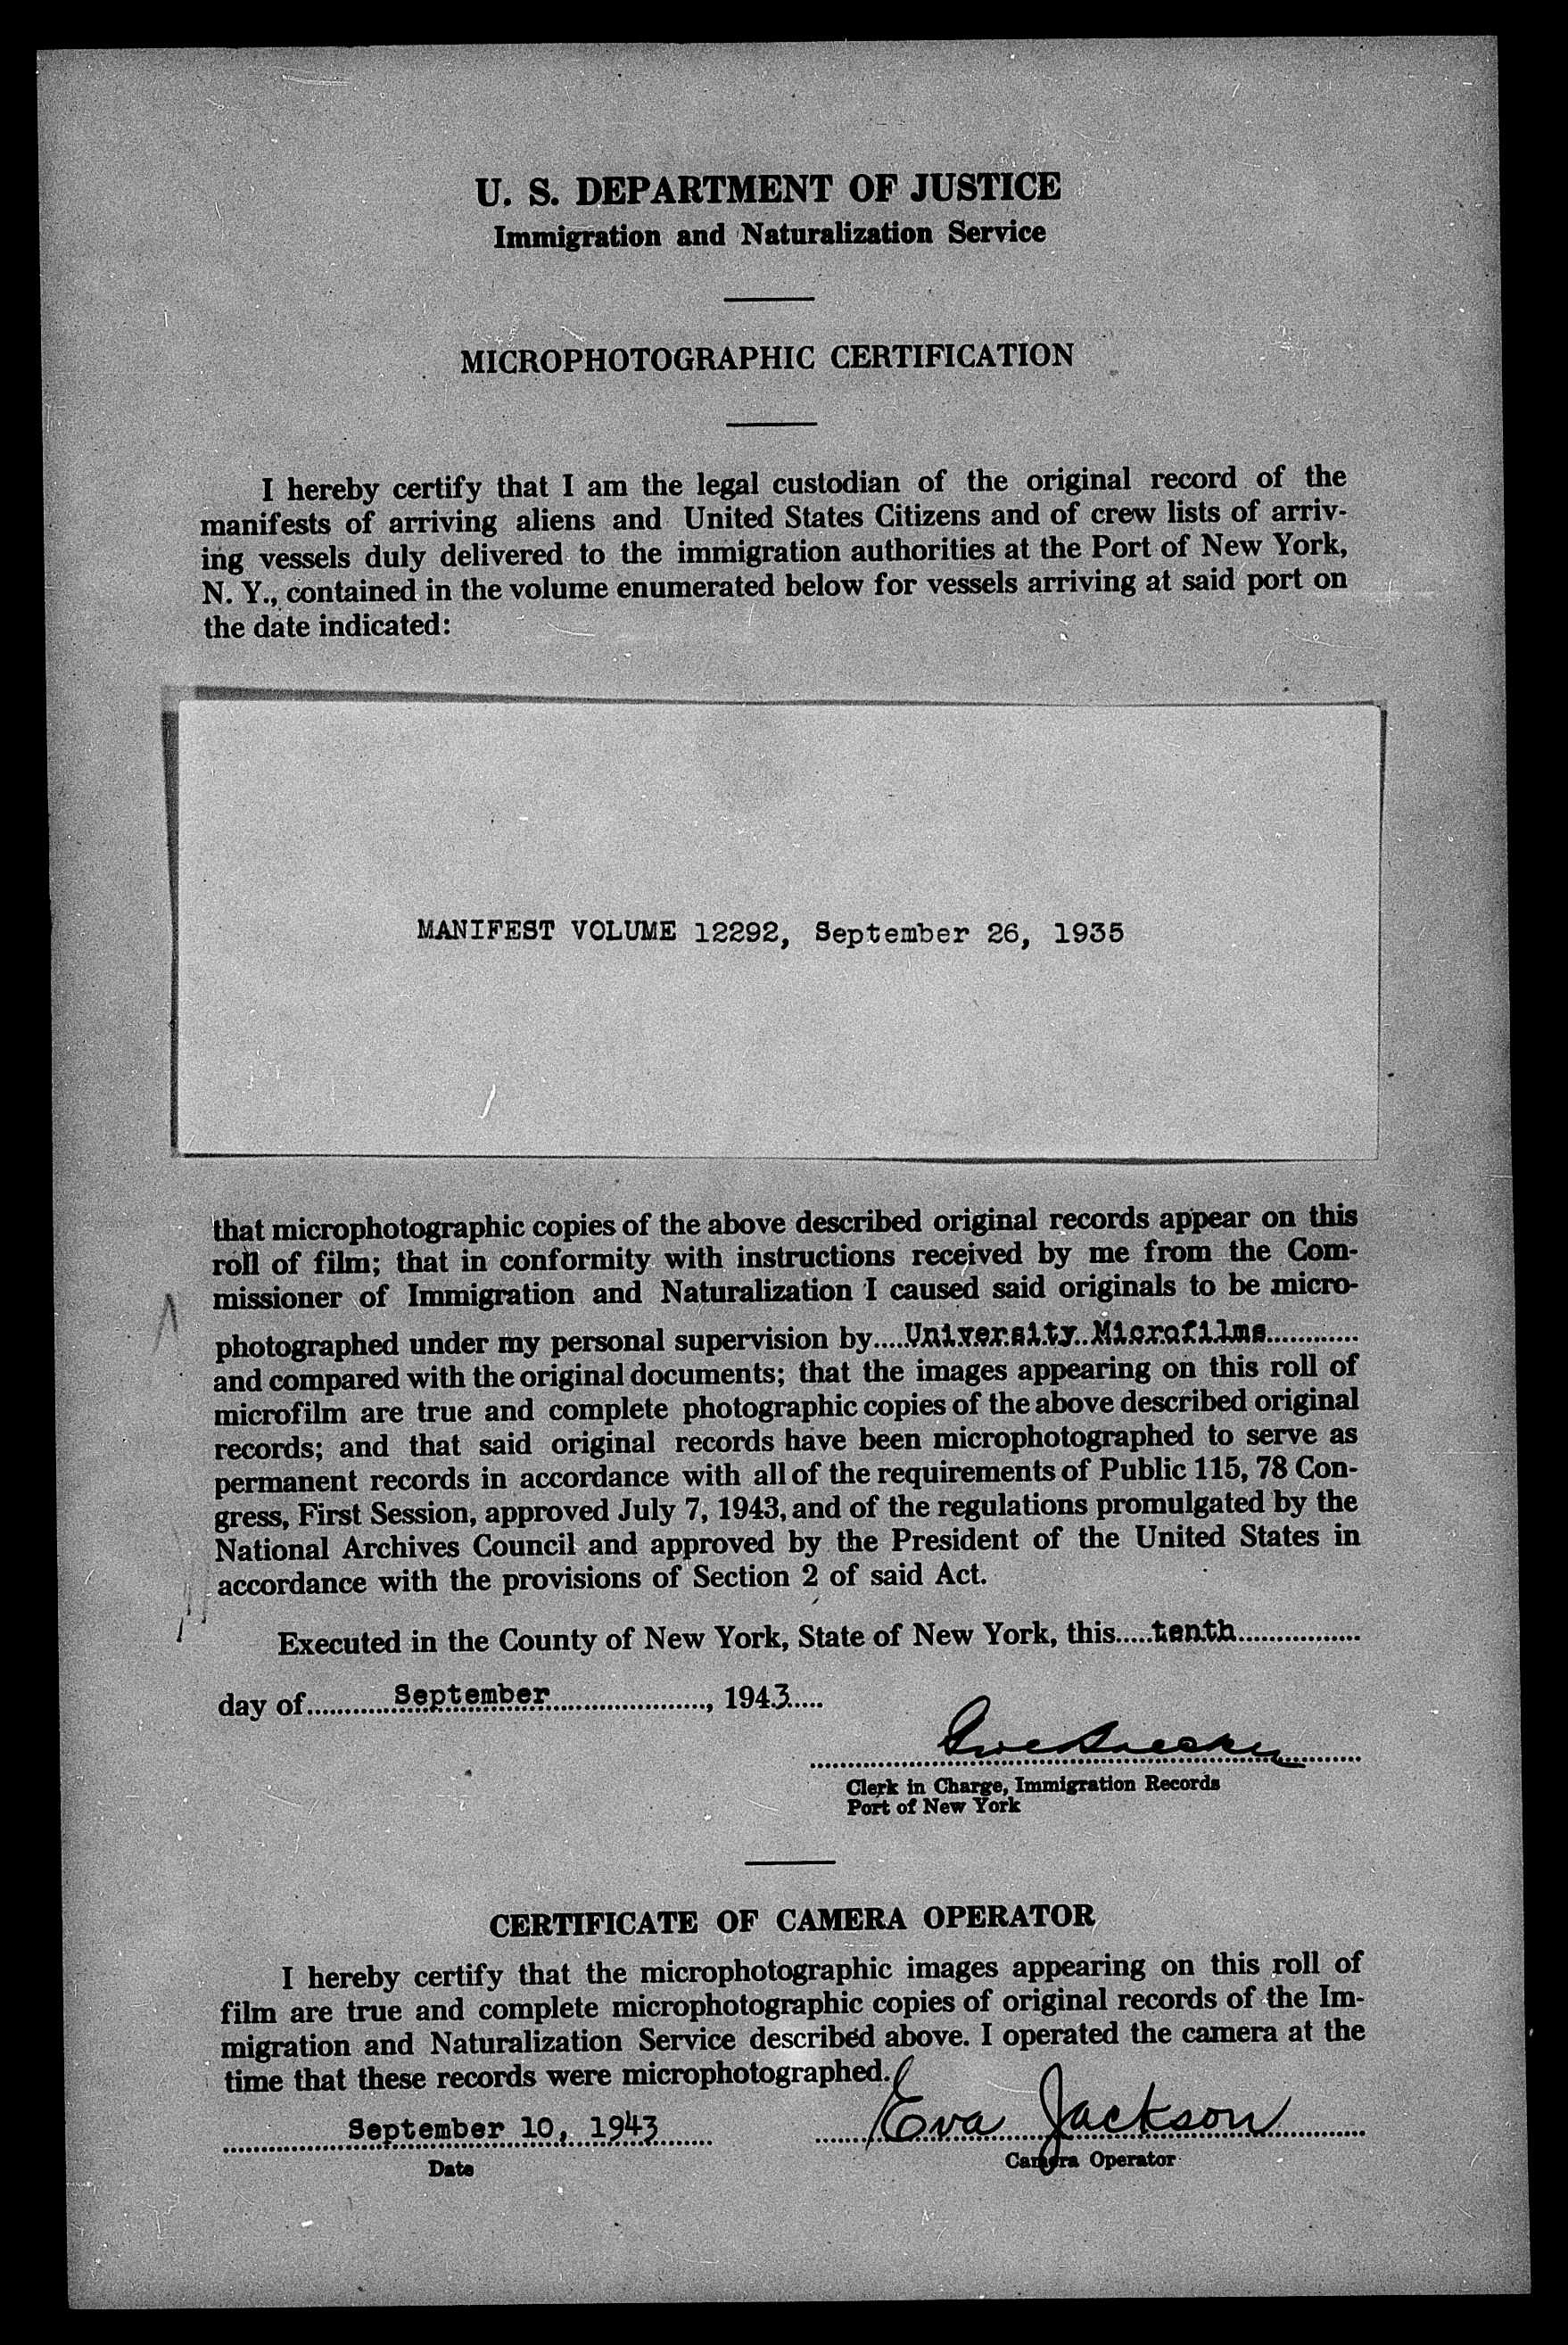 U. S. DEPARTMENT OF JUSTICE
Immigration and Naturalization Service
MICROPHOTOGRAPHIC CERTIFICATION
I hereby certify that I am the legal custodian of the original record of the
manifests of arriving aliens and United States Citizens and of crew lists of arriv-
ing vessels duly delivered to the immigration authorities at the Port of New York,
N. Y., contained in the volume enumerated below for vessels arriving at said port on
the date indicated:
MANIFEST VOLUME 12292, September 26, 1935
that microphotographic copies of the above described original records appear on this
roll of film; that in conformity with instructions received by me from the Com-
missioner of Immigration and Naturalization I caused said originals to be micro-
photographed under my personal supervision by.....University Microfilms............
and compared with the original documents; that the images appearing on this roll of
microfilm are true and complete photographic copies of the above described original
records; and that said original records have been microphotographed to serve as
permanent records in accordance with all of the requirements of Public 115, 78 Con-
gress, First Session, approved July 7, 1943, and of the regulations promulgated by the
National Archives Council and approved by the President of the United States in
accordance with the provisions of Section 2 of said Act.
Executed in the County of New York, State of New York, this.....tenth.................
day of............September....................., 1943.....
Clerk in Charge, Immigration Records
Port of New York
CERTIFICATE OF CAMERA OPERATOR
I hereby certify that the microphotographic images appearing on this roll of
film are true and complete microphotographic copies of original records of the Im-
migration and Naturalization Service described above. I operated the camera at the
time that these records were microphotographed.
September 10, 1943 Eva Jackson
Date Camera Operator